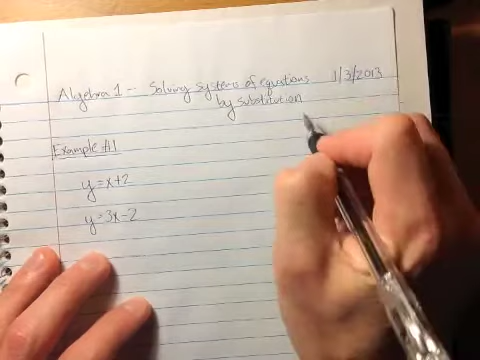 Algebra 1 - Solving systems of equations 1/3/2013
by substitution
Example #1
y=x+2
y=3x-2